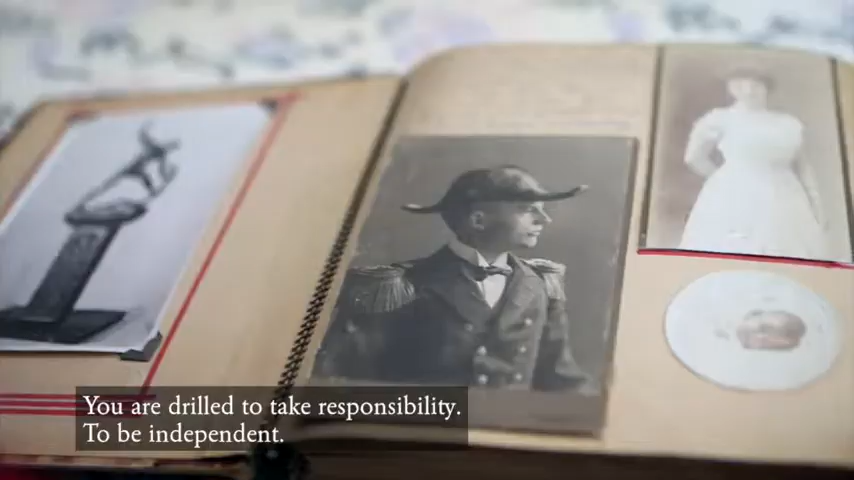 You are drilled to take responsibility.
To be independent.